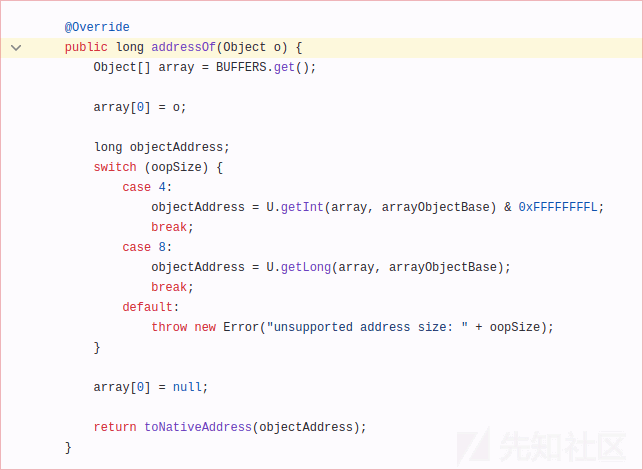 @Override
public long addressOf(Object o) {
    Object[] array = BUFFERS.get();

    array[0] = o;

    long objectAddress;
    switch (oopSize) {
        case 4:
            objectAddress = U.getInt(array, arrayObjectBase) & 0xFFFFFFFFL;
            break;
        case 8:
            objectAddress = U.getLong(array, arrayObjectBase);
            break;
        default:
            throw new Error("unsupported address size: " + oopSize);
    }

    array[0] = null;

    return toNativeAddress(objectAddress);
}
先知社区